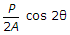 P/2A cos 2θ